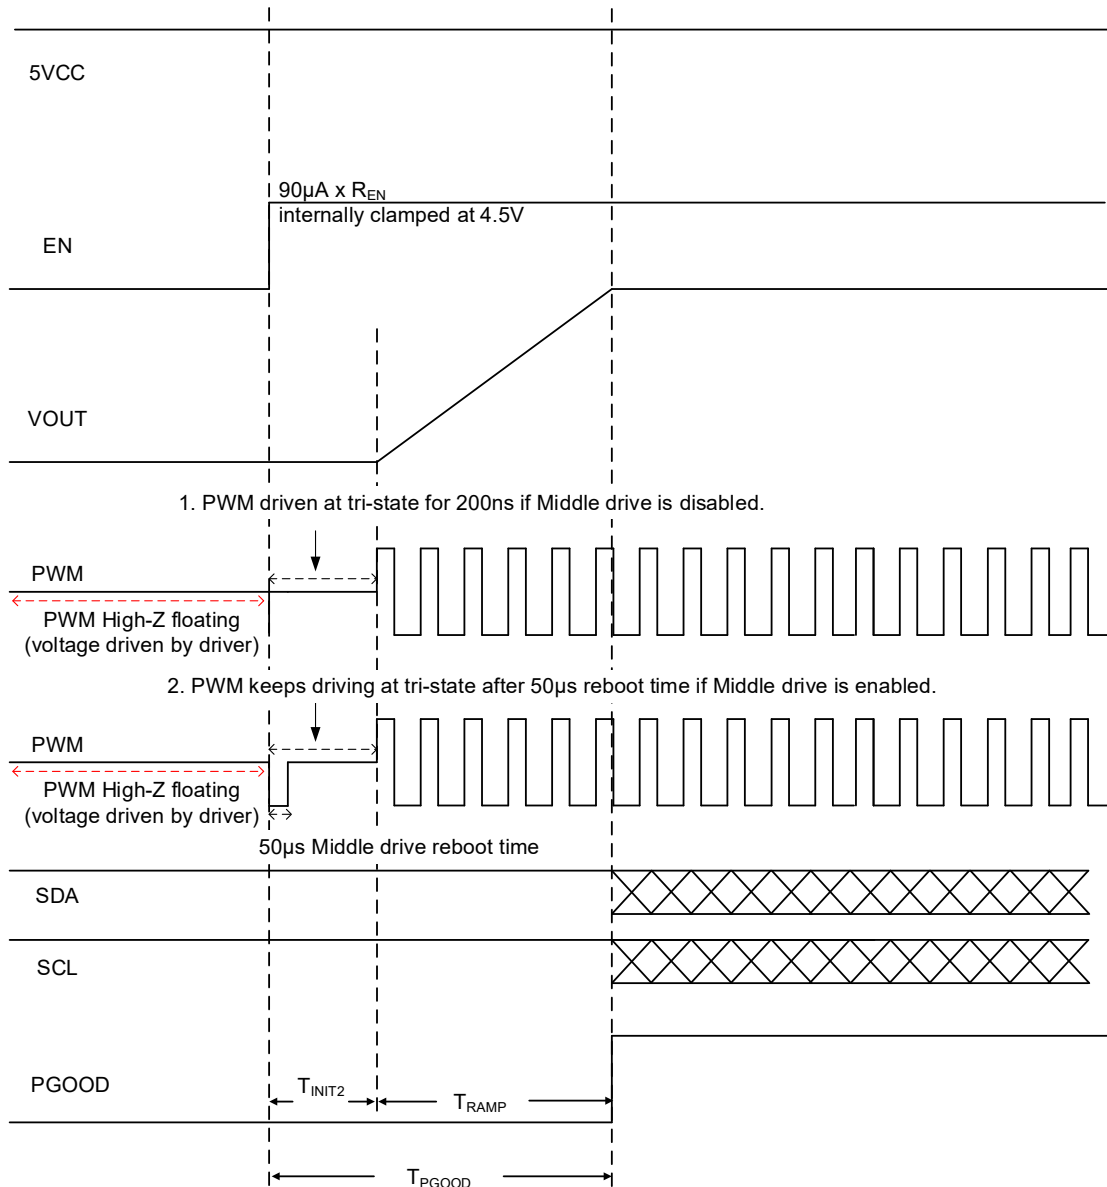 5VCC
90µA x REN
internally clamped at 4.5V
EN
VOUT
1. PWM driven at tri-state for 200ns if Middle drive is disabled.
PWM
PWM High-Z floating
(voltage driven by driver)
2. PWM keeps driving at tri-state after 50µs reboot time if Middle drive is enabled.
PWM
PWM High-Z floating
(voltage driven by driver)
50µs Middle drive reboot time
SDA
SCL
PGOOD
TINIT2
TRAMP
TPGOOD